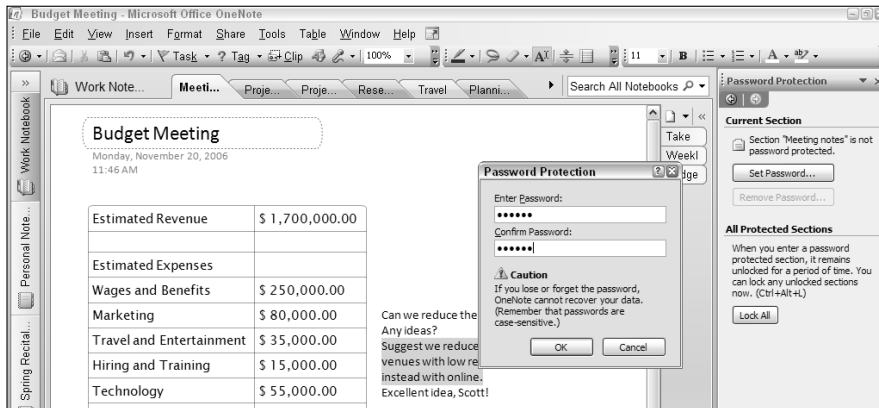 Budget Meeting - Microsoft Office OneNote
File Edit View Insert Format Share Tools Table Window Help
Task ? Tag Clip 100% 11 B A ab
Work Note... Meeti... Proje... Proje... Rese... Travel Planni... Search All Notebooks
Work Notebook
Personal Note...
Spring Recital...
Budget Meeting
Monday, November 20, 2006
11:46 AM
Estimated Revenue $ 1,700,000.00
Estimated Expenses
Wages and Benefits $ 250,000.00
Marketing $ 80,000.00
Travel and Entertainment $ 35,000.00
Hiring and Training $ 15,000.00
Technology $ 55,000.00
Can we reduce the
Any ideas?
Suggest we reduce
venues with low re
instead with online.
Excellent idea, Scott!
Take
Weekl
dge
Password Protection
Enter Password:
••••••
Confirm Password:
••••••
Caution
If you lose or forget the password,
OneNote cannot recover your data.
(Remember that passwords are
case-sensitive.)
OK Cancel
Password Protection
Current Section
Section "Meeting notes" is not
password protected.
Set Password...
Remove Password...
All Protected Sections
When you enter a password
protected section, it remains
unlocked for a period of time. You
can lock any unlocked sections
now. (Ctrl+Alt+L)
Lock All